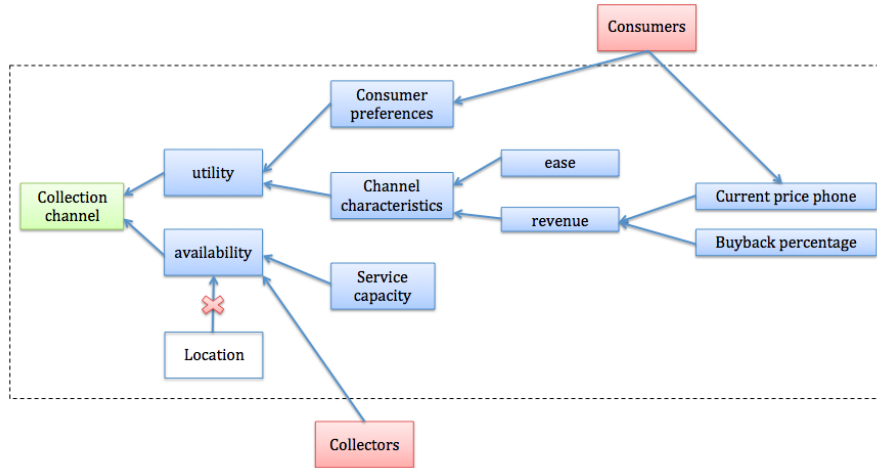 Consumers
Consumer
preferences
utility
ease
Channel
characteristics
Collection
channel
Current price phone
revenue
Buyback percentage
availability
Service
capacity
Location
Collectors